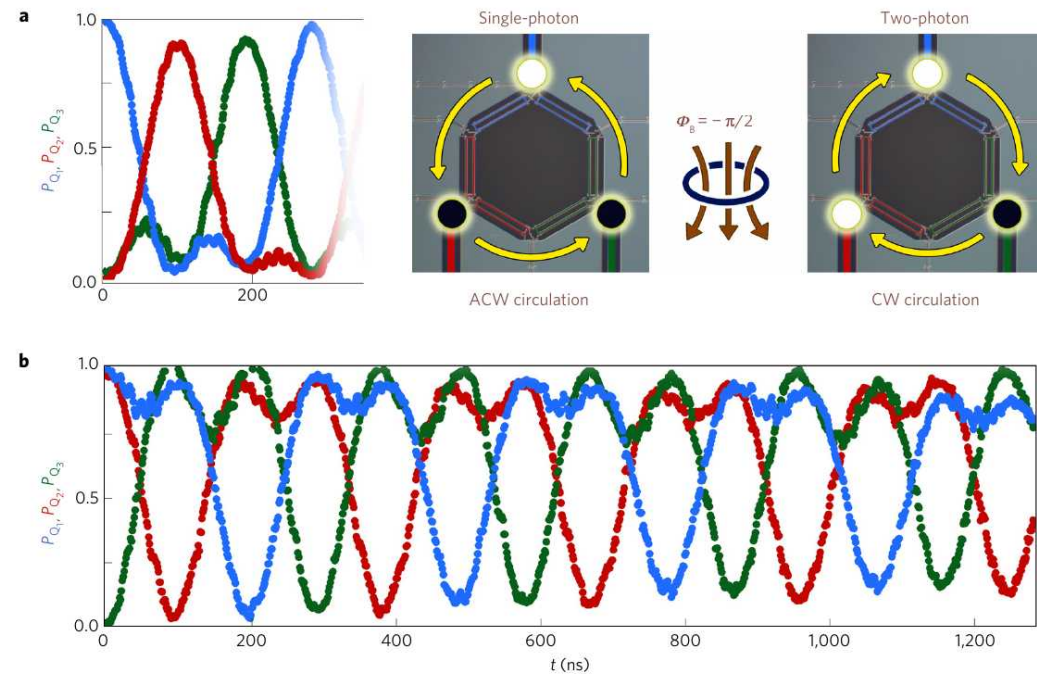 a
Single-photon
Two-photon
1.0
0.5
0.0
P_Q1, P_Q2, P_Q3
200
Φ_B = − π/2
ACW circulation
CW circulation
b
1.0
0.5
0.0
P_Q1, P_Q2, P_Q3
0
200
400
600
800
1,000
1,200
t (ns)